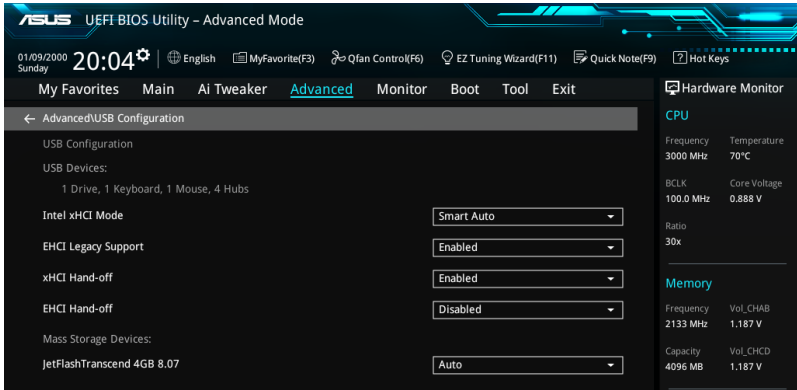 ASUS UEFI BIOS Utility – Advanced Mode
01/09/2000 Sunday 20:04 English MyFavorite(F3) Qfan Control(F6) EZ Tuning Wizard(F11) Quick Note(F9) ? Hot Keys
My Favorites Main Ai Tweaker Advanced Monitor Boot Tool Exit
Hardware Monitor
← Advanced\USB Configuration
USB Configuration
USB Devices:
1 Drive, 1 Keyboard, 1 Mouse, 4 Hubs
Intel xHCI Mode Smart Auto
EHCI Legacy Support Enabled
xHCI Hand-off Enabled
EHCI Hand-off Disabled
Mass Storage Devices:
JetFlashTranscend 4GB 8.07 Auto
CPU
Frequency Temperature
3000 MHz 70°C
BCLK Core Voltage
100.0 MHz 0.888 V
Ratio
30x
Memory
Frequency Vol_CHAB
2133 MHz 1.187 V
Capacity Vol_CHCD
4096 MB 1.187 V